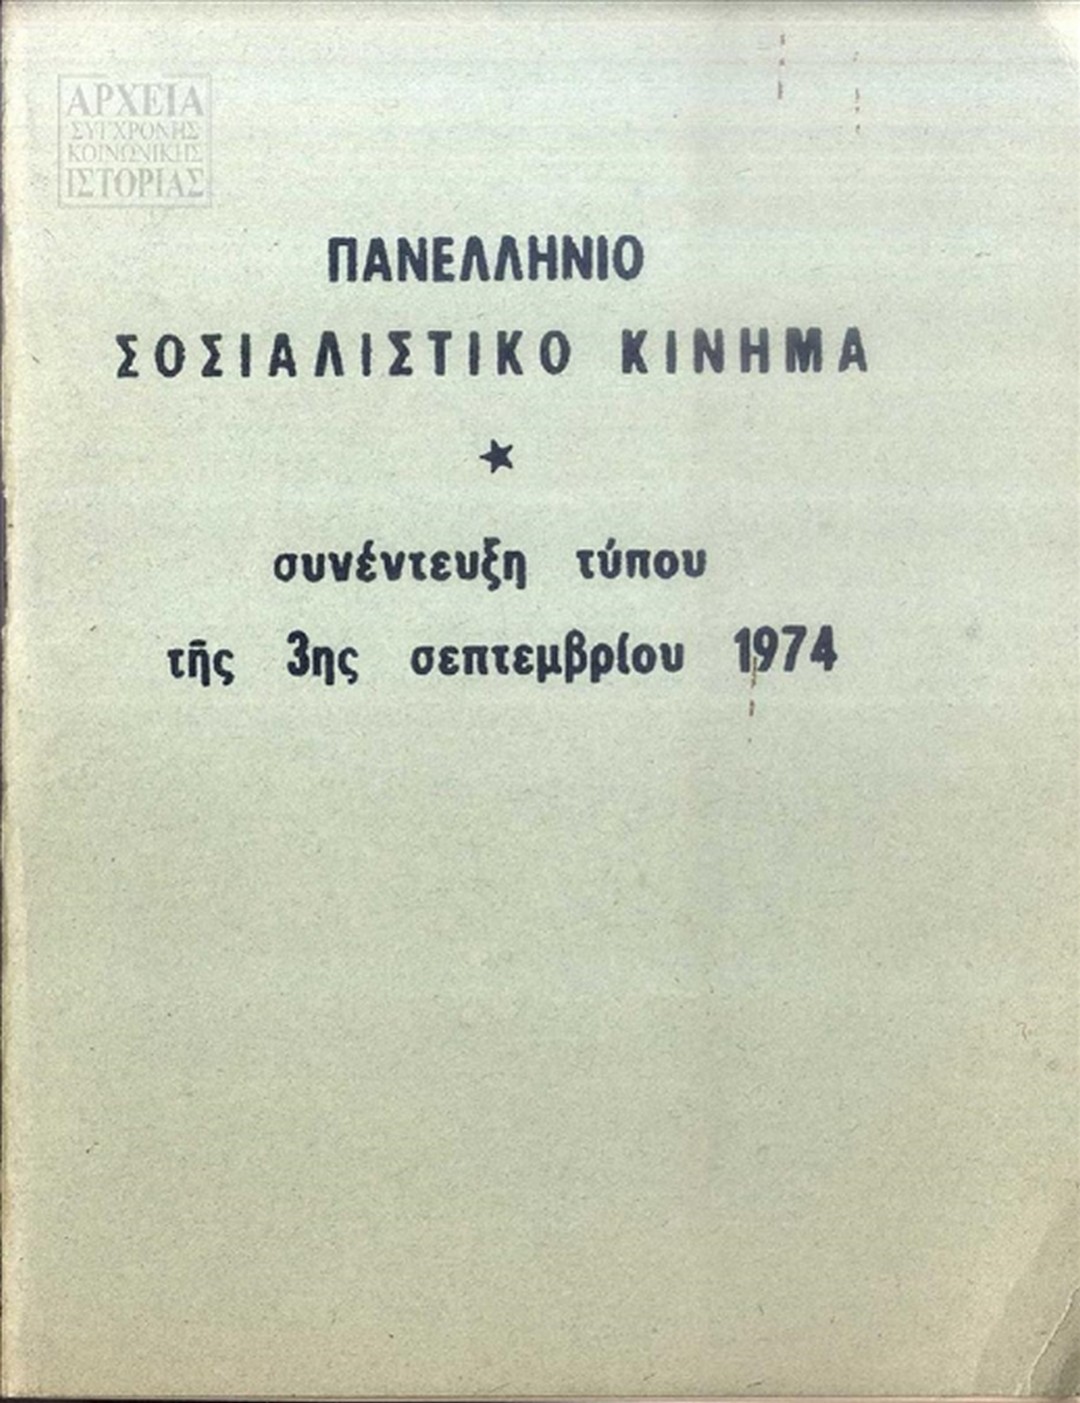 ΑΡΧΕΙΑ
ΣΥΓΧΡΟΝΗΣ
ΚΟΙΝΩΝΙΚΗΣ
ΙΣΤΟΡΙΑΣ
ΠΑΝΕΛΛΗΝΙΟ
ΣΟΣΙΑΛΙΣΤΙΚΟ ΚΙΝΗΜΑ
συνέντευξη τύπου
τῆς 3ης σεπτεμβρίου 1974